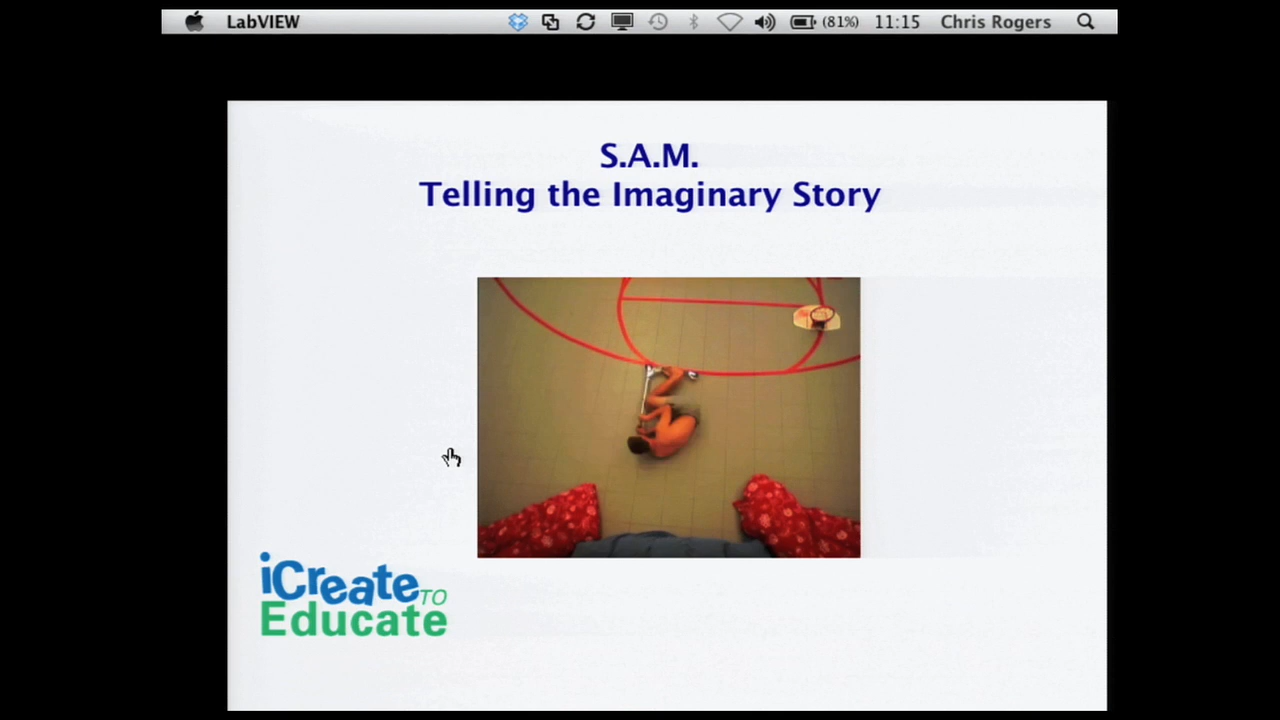 LabVIEW (81%) 11:15 Chris Rogers
S.A.M.
Telling the Imaginary Story
iCreate TO
Educate